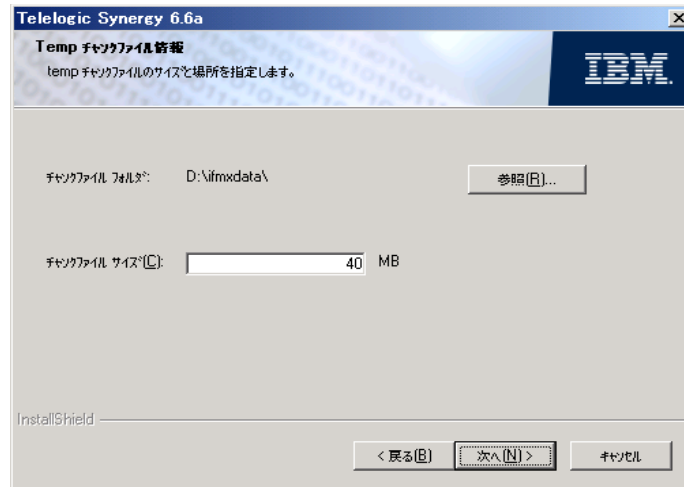 Telelogic Synergy 6.6a
Temp ﾁｬﾝｸﾌｧｲﾙ情報
temp ﾁｬﾝｸﾌｧｲﾙのｻｲｽﾞと場所を指定します。
IBM.
ﾁｬﾝｸﾌｧｲﾙ ﾌｫﾙﾀﾞ: D:\ifmxdata\ 参照(R)...
ﾁｬﾝｸﾌｧｲﾙ ｻｲｽﾞ(C): 40 MB
InstallShield
< 戻る(B) 次へ(N) > ｷｬﾝｾﾙ